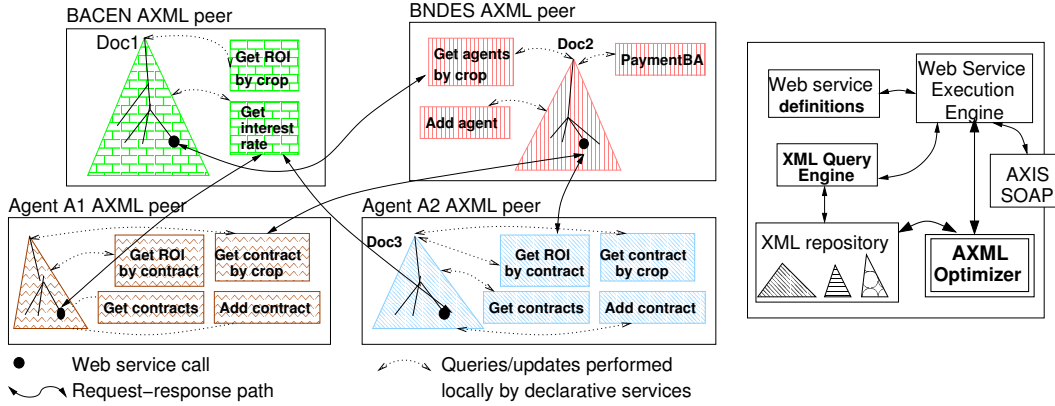 BACEN AXML peer
Doc1
Get ROI
by crop
Get
interest
rate
BNDES AXML peer
Get agents
by crop
Doc2
PaymentBA
Add agent
Agent A1 AXML peer
Get ROI
by contract
Get contract
by crop
Get contracts
Add contract
Agent A2 AXML peer
Doc3
Get ROI
by contract
Get contract
by crop
Get contracts
Add contract
Web service
definitions
Web Service
Execution
Engine
XML Query
Engine
AXIS
SOAP
XML repository
AXML
Optimizer
Web service call
Request−response path
Queries/updates performed
locally by declarative services